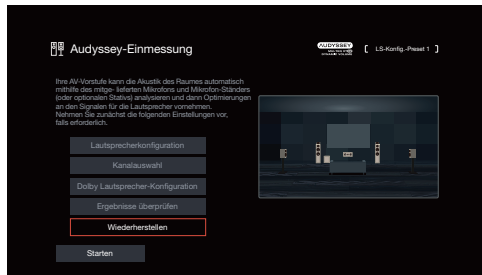 Audyssey-Einmessung
AUDYSSEY
LS-Konfig.-Preset 1
Ihre AV-Vorstufe kann die Akustik des Raumes automatisch
mithilfe des mitge- lieferten Mikrofons und Mikrofon-Ständers
(oder optionalen Stativs) analysieren und dann Optimierungen
an den Signalen für die Lautsprecher vornehmen.
Nehmen Sie zunächst die folgenden Einstellungen vor,
falls erforderlich.
Lautsprecherkonfiguration
Kanalauswahl
Dolby Lautsprecher-Konfiguration
Ergebnisse überprüfen
Wiederherstellen
Starten